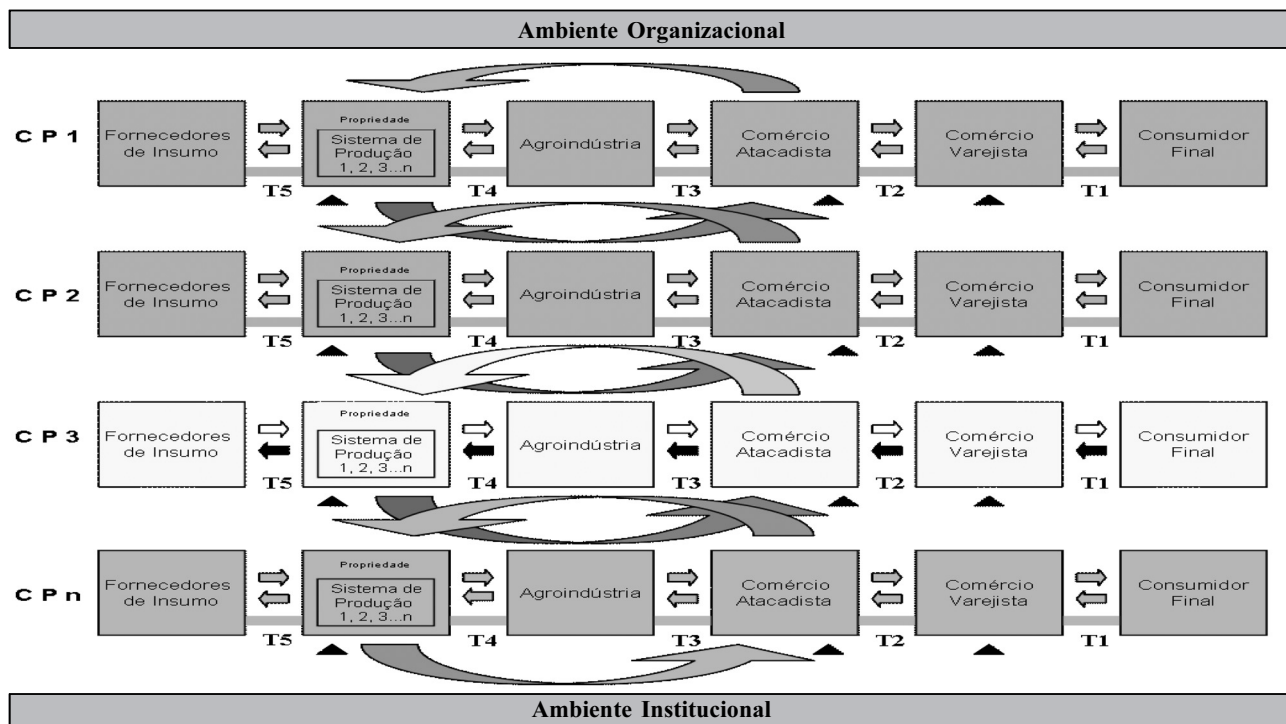 Ambiente Organizacional
CP1
Fornecedores
de Insumo
Propriedade
Sistema de
Produção
1, 2, 3...n
Agroindústria
Comércio
Atacadista
Comércio
Varejista
Consumidor
Final
T5
T4
T3
T2
T1
CP2
Fornecedores
de Insumo
Propriedade
Sistema de
Produção
1, 2, 3...n
Agroindústria
Comércio
Atacadista
Comércio
Varejista
Consumidor
Final
T5
T4
T3
T2
T1
CP3
Fornecedores
de Insumo
Propriedade
Sistema de
Produção
1, 2, 3...n
Agroindústria
Comércio
Atacadista
Comércio
Varejista
Consumidor
Final
T5
T4
T3
T2
T1
CPn
Fornecedores
de Insumo
Propriedade
Sistema de
Produção
1, 2, 3...n
Agroindústria
Comércio
Atacadista
Comércio
Varejista
Consumidor
Final
T5
T4
T3
T2
T1
Ambiente Institucional